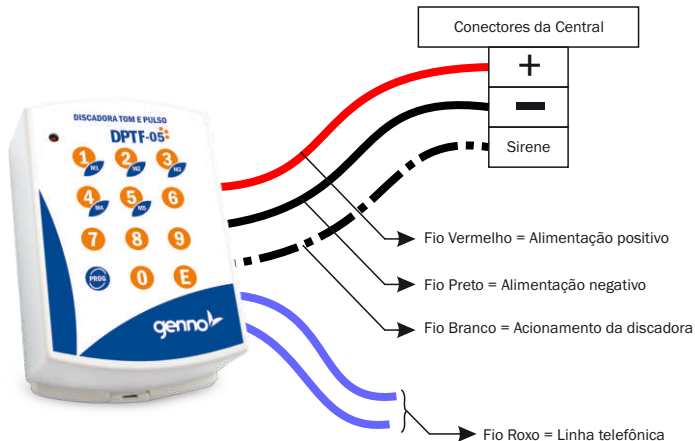 Conectores da Central
+
-
Sirene
DISCADORA TOM E PULSO
DPTF-05
1 M1
2 M2
3 M3
4 M4
5 M5
6
7
8
9
PROG
0
E
genno
Fio Vermelho = Alimentação positivo
Fio Preto = Alimentação negativo
Fio Branco = Acionamento da discadora
Fio Roxo = Linha telefônica